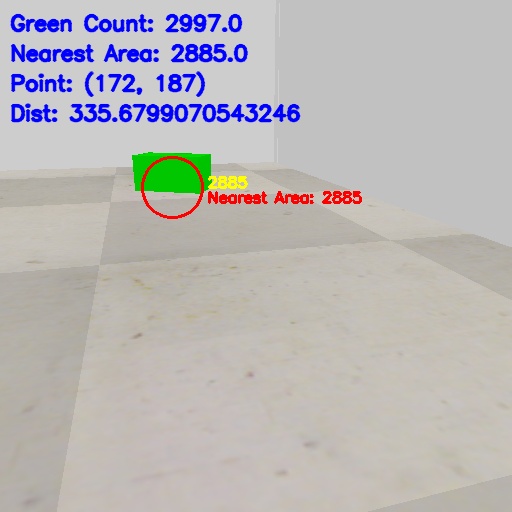 Green Count: 2997.0
Nearest Area: 2885.0
Point: (172, 187)
Dist: 335.6799070543246
2885
Nearest Area: 2885